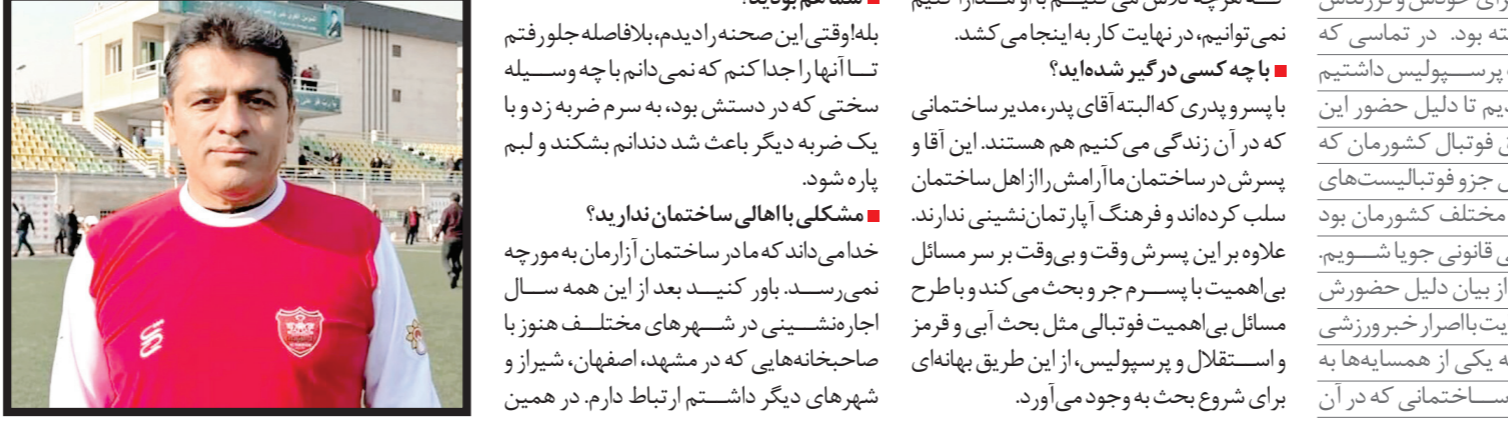 ته بود. در تماسی که
پرسپولیس داشتیم
دیم تا دلیل حضور این
فوتبال کشورمان که
جزو فوتبالیست‌های
مختلف کشورمان بود
قانونی جویا شویم.
از بیان دلیل حضورش
یت بااصرار خبرورزشی
ه یکی از همسایه‌ها به
ساختمانی که در آن
که هرچه تلاش می‌کنیم با او مدارا کنیم
نمی‌توانیم، در نهایت کار به اینجا می‌کشد.
با چه کسی درگیر شده‌اید؟
با پسر و پدری که البته آقای پدر، مدیر ساختمانی
که در آن زندگی می‌کنیم هم هستند. این آقا و
پسرش در ساختمان ما آرامش را از اهل ساختمان
سلب کرده‌اند و فرهنگ آپارتمان‌نشینی ندارند.
علاوه بر این پسرش وقت و بی‌وقت بر سر مسائل
بی‌اهمیت با پسرم جر و بحث می‌کند و با طرح
مسائل بی‌اهمیت فوتبالی مثل بحث آبی و قرمز
و استقلال و پرسپولیس، از این طریق بهانه‌ای
برای شروع بحث به وجود می‌آورد.
شما هم بودید؟
بله! وقتی این صحنه را دیدم، بلافاصله جلو رفتم
تا آنها را جدا کنم که نمی‌دانم با چه وسیله
سختی که در دستش بود، به سرم ضربه زد و با
یک ضربه دیگر باعث شد دندانم بشکند و لبم
پاره شود.
مشکلی با اهالی ساختمان ندارید؟
خدا می‌داند که ما در ساختمان آزارمان به مورچه
نمی‌رسد. باور کنید بعد از این همه سال
اجاره‌نشینی در شهرهای مختلف هنوز با
صاحبخانه‌هایی که در مشهد، اصفهان، شیراز و
شهرهای دیگر داشتم ارتباط دارم. در همین